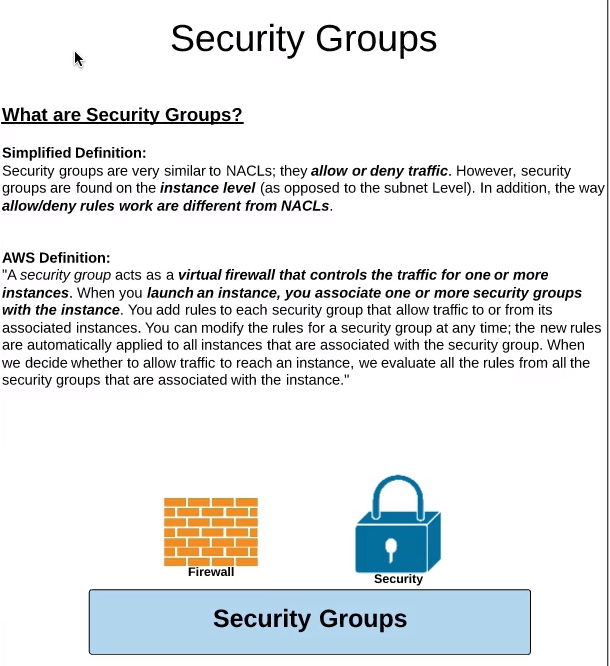 Security Groups
What are Security Groups?
Simplified Definition:
Security groups are very similar to NACLs; they allow or deny traffic. However, security
groups are found on the instance level (as opposed to the subnet Level). In addition, the way
allow/deny rules work are different from NACLs.
AWS Definition:
"A security group acts as a virtual firewall that controls the traffic for one or more
instances. When you launch an instance, you associate one or more security groups
with the instance. You add rules to each security group that allow traffic to or from its
associated instances. You can modify the rules for a security group at any time; the new rules
are automatically applied to all instances that are associated with the security group. When
we decide whether to allow traffic to reach an instance, we evaluate all the rules from all the
security groups that are associated with the instance."
Firewall
Security
Security Groups